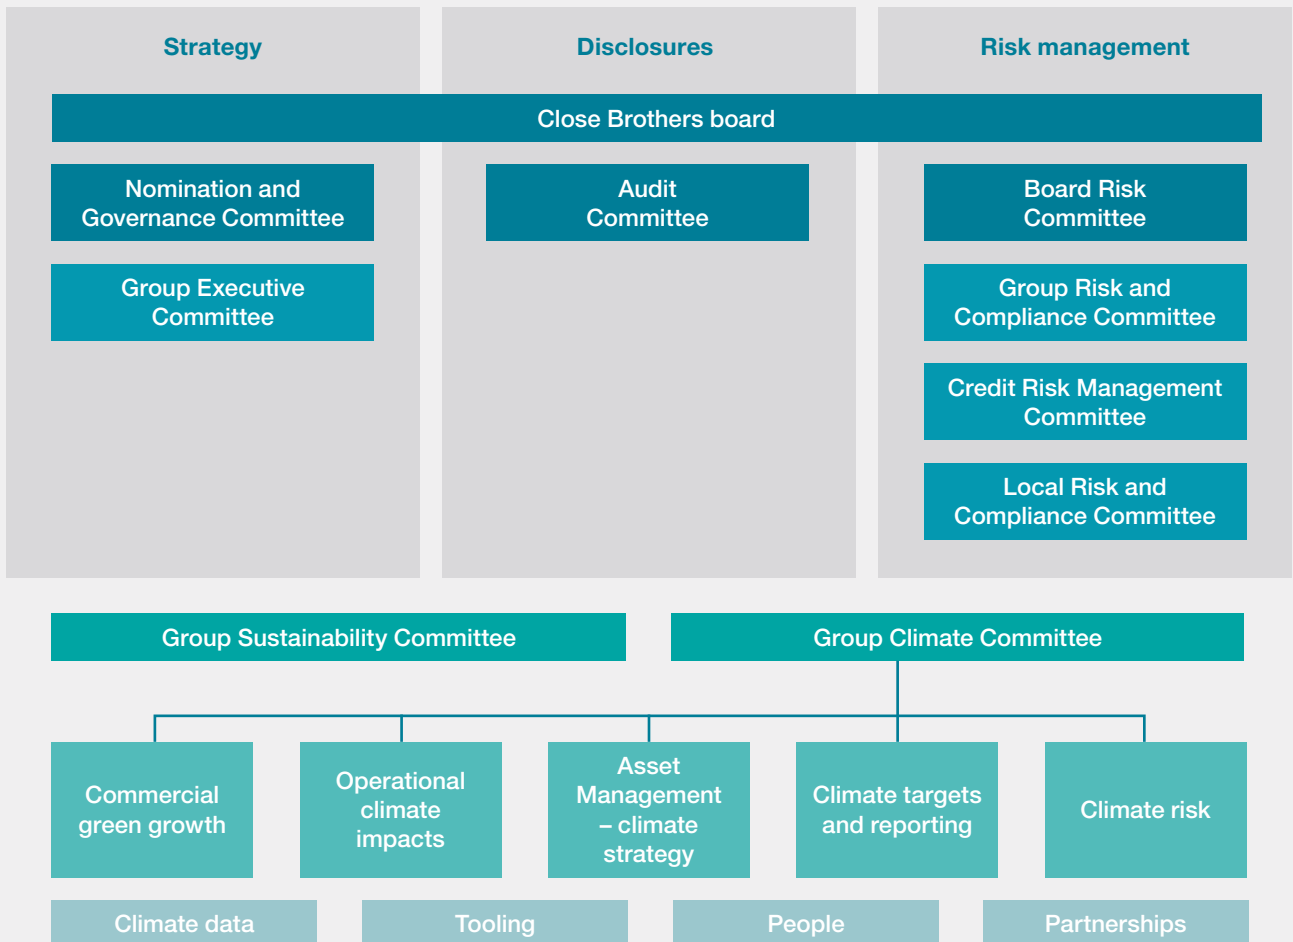 Strategy
Disclosures
Risk management
Close Brothers board
Nomination and
Governance Committee
Audit
Committee
Board Risk
Committee
Group Executive
Committee
Group Risk and
Compliance Committee
Credit Risk Management
Committee
Local Risk and
Compliance Committee
Group Sustainability Committee
Group Climate Committee
Commercial
green growth
Operational
climate
impacts
Asset
Management
– climate
strategy
Climate targets
and reporting
Climate risk
Climate data
Tooling
People
Partnerships